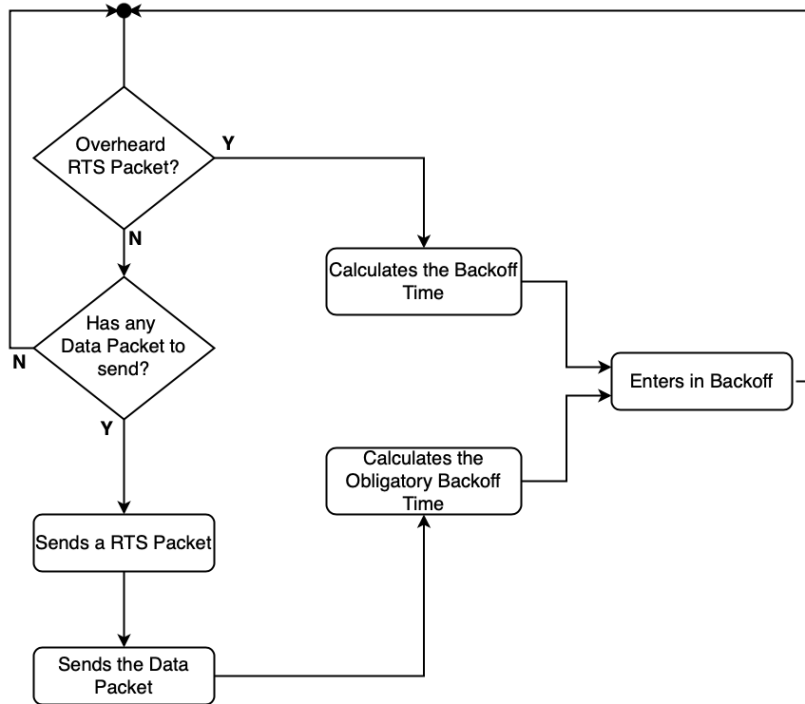 Overheard
RTS Packet?
Y
N
Calculates the Backoff
Time
Has any
Data Packet to
send?
N
Y
Enters in Backoff
Calculates the
Obligatory Backoff
Time
Sends a RTS Packet
Sends the Data
Packet